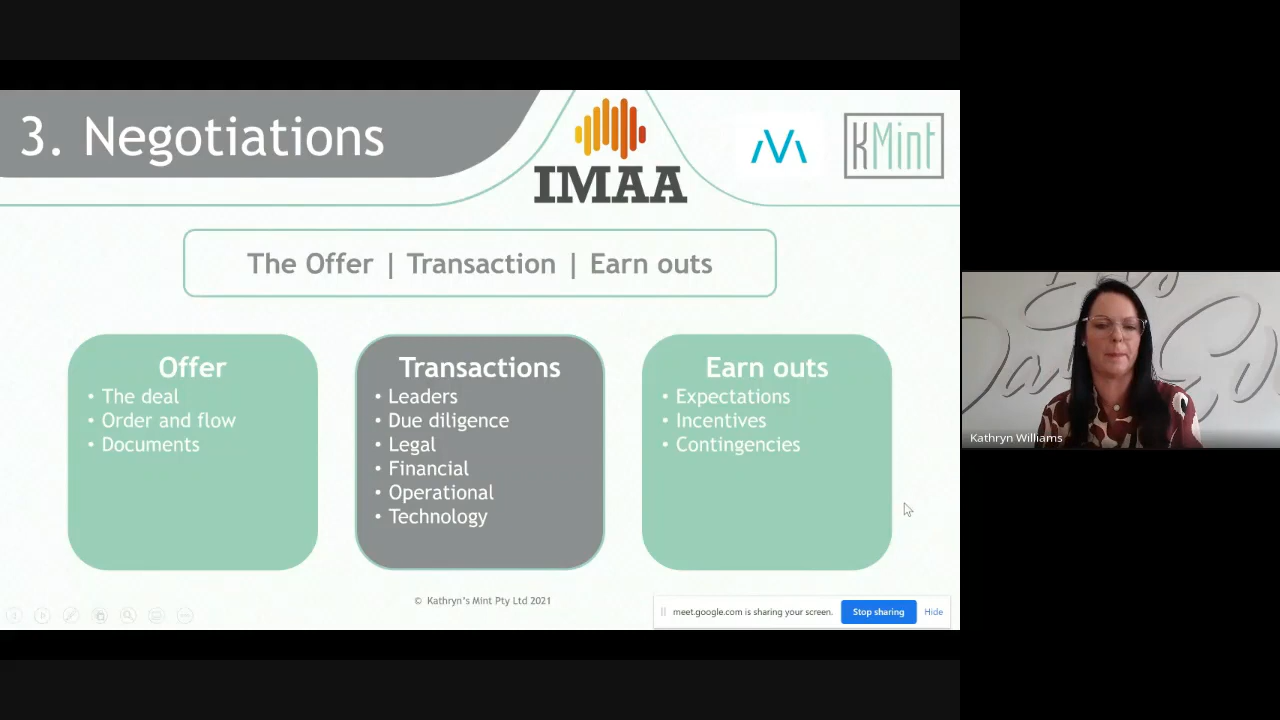 3. Negotiations
IMAA
KMint
The Offer | Transaction | Earn outs
Offer
• The deal
• Order and flow
• Documents
Transactions
• Leaders
• Due diligence
• Legal
• Financial
• Operational
• Technology
Earn outs
• Expectations
• Incentives
• Contingencies
© Kathryn's Mint Pty Ltd 2021
meet.google.com is sharing your screen. Stop sharing Hide
Kathryn Williams